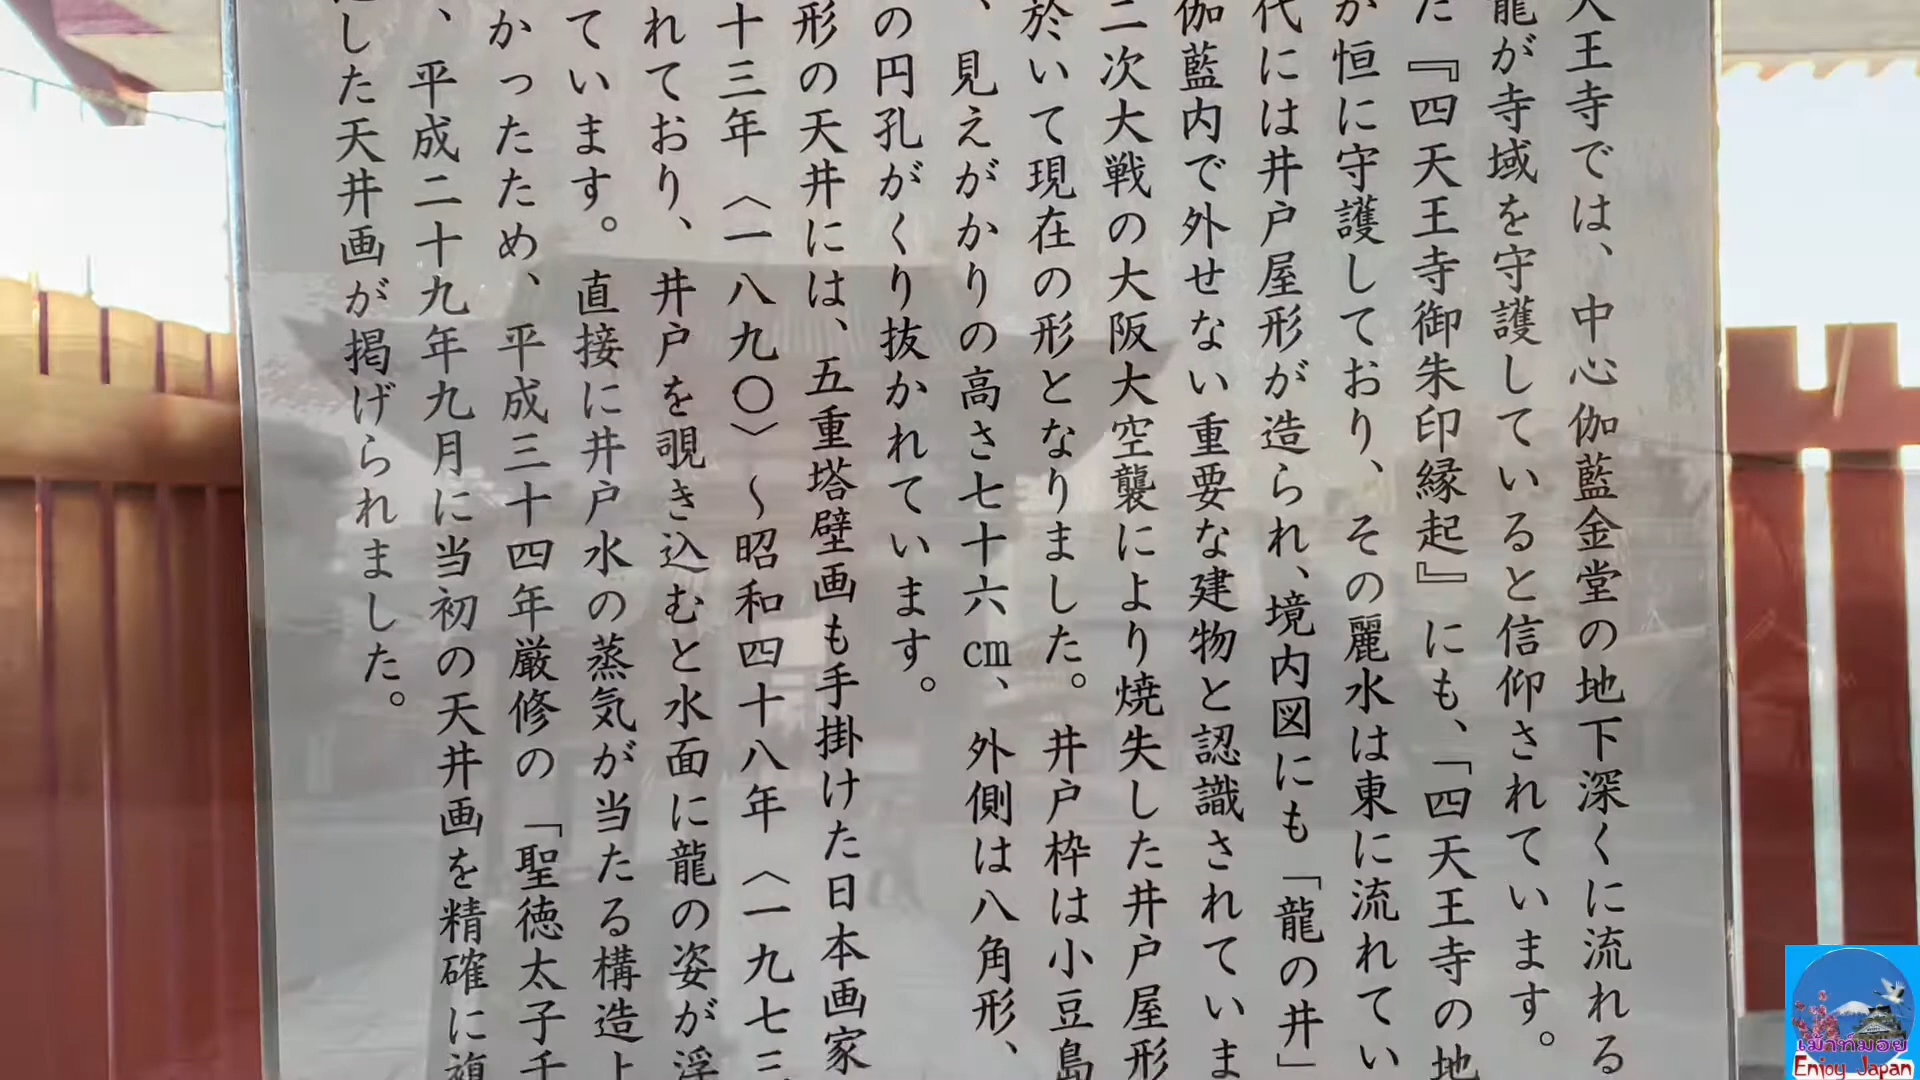 天王寺では、中心伽藍金堂の地下深くに流れる
龍が寺域を守護していると信仰されています。
た『四天王寺御朱印縁起』にも、「四天王寺の地
が恒に守護しており、その麗水は東に流れてい
代には井戸屋形が造られ、境内図にも「龍の井」
伽藍内で外せない重要な建物と認識されていま
二次大戦の大阪大空襲により焼失した井戸屋形
於いて現在の形となりました。井戸枠は小豆島
、見えがかりの高さ七十六㎝、外側は八角形、
の円孔がくり抜かれています。
形の天井には、五重塔壁画も手掛けた日本画家
十三年〈一八九〇〉〜昭和四十八年〈一九七三
れており、井戸を覗き込むと水面に龍の姿が浮
ています。直接に井戸水の蒸気が当たる構造上
かったため、平成三十四年厳修の「聖徳太子千
、平成二十九年九月に当初の天井画を精確に複
した天井画が掲げられました。
เม้าท์มอย
Enjoy Japan